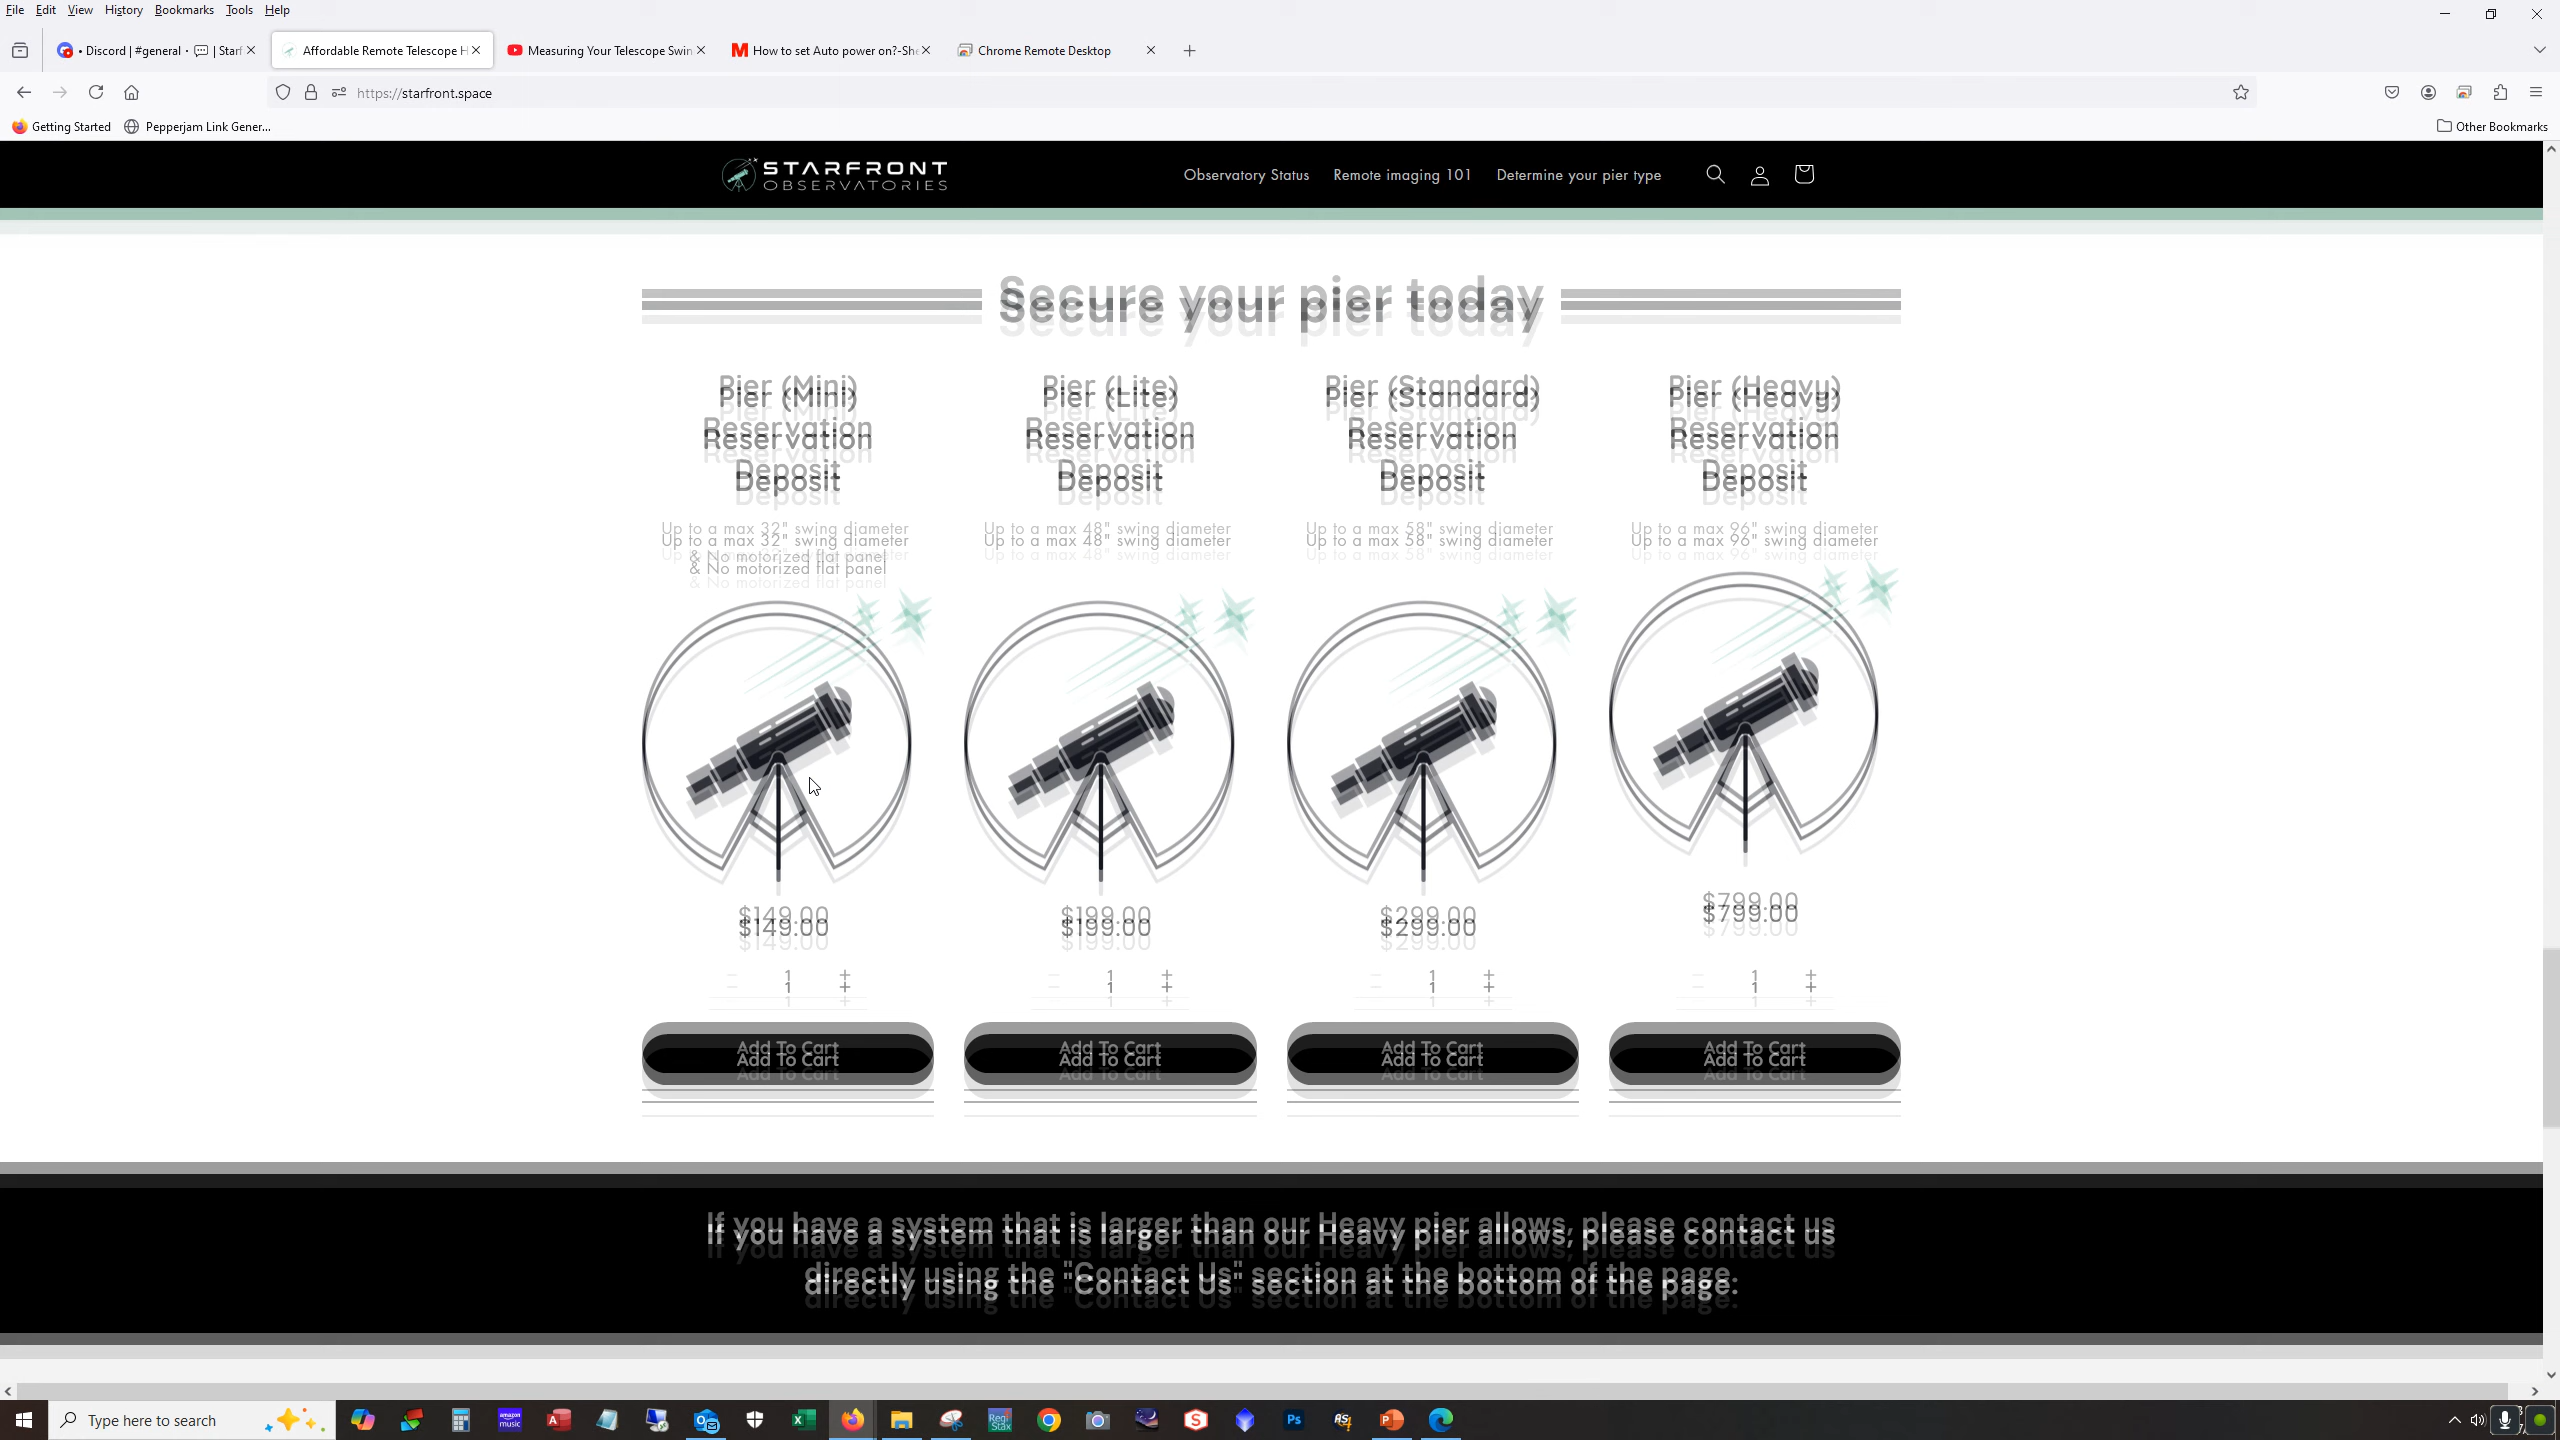 File Edit View History Bookmarks Tools Help
• Discord | #general • | Starf Affordable Remote Telescope H Measuring Your Telescope Swin How to set Auto power on?-She Chrome Remote Desktop
https://starfront.space
Getting Started Pepperjam Link Gener... Other Bookmarks
STARFRONT
OBSERVATORIES
Observatory Status Remote imaging 101 Determine your pier type
Secure your pier today
Pier (Mini)
Reservation
Deposit
Up to a max 32" swing diameter
& No motorized flat panel
$149.00
1
Add To Cart
Pier (Lite)
Reservation
Deposit
Up to a max 48" swing diameter
$199.00
1
Add To Cart
Pier (Standard)
Reservation
Deposit
Up to a max 58" swing diameter
$299.00
1
Add To Cart
Pier (Heavy)
Reservation
Deposit
Up to a max 96" swing diameter
$799.00
1
Add To Cart
If you have a system that is larger than our Heavy pier allows, please contact us
directly using the "Contact Us" section at the bottom of the page:
Type here to search